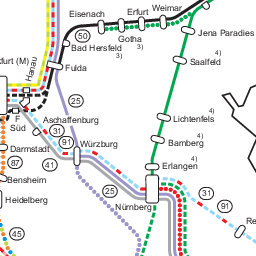 Eisenach
Erfurt
Weimar
50
Bad Hersfeld
3)
Gotha
3)
Jena Paradies
furt (M)
Hanau
Fulda
Saalfeld
4)
25
F
Süd
Aschaffenburg
31
91
Würzburg
Lichtenfels
4)
Darmstadt
87
41
Bamberg
4)
Erlangen
4)
Bensheim
25
Heidelberg
Nürnberg
31
91
Re
45